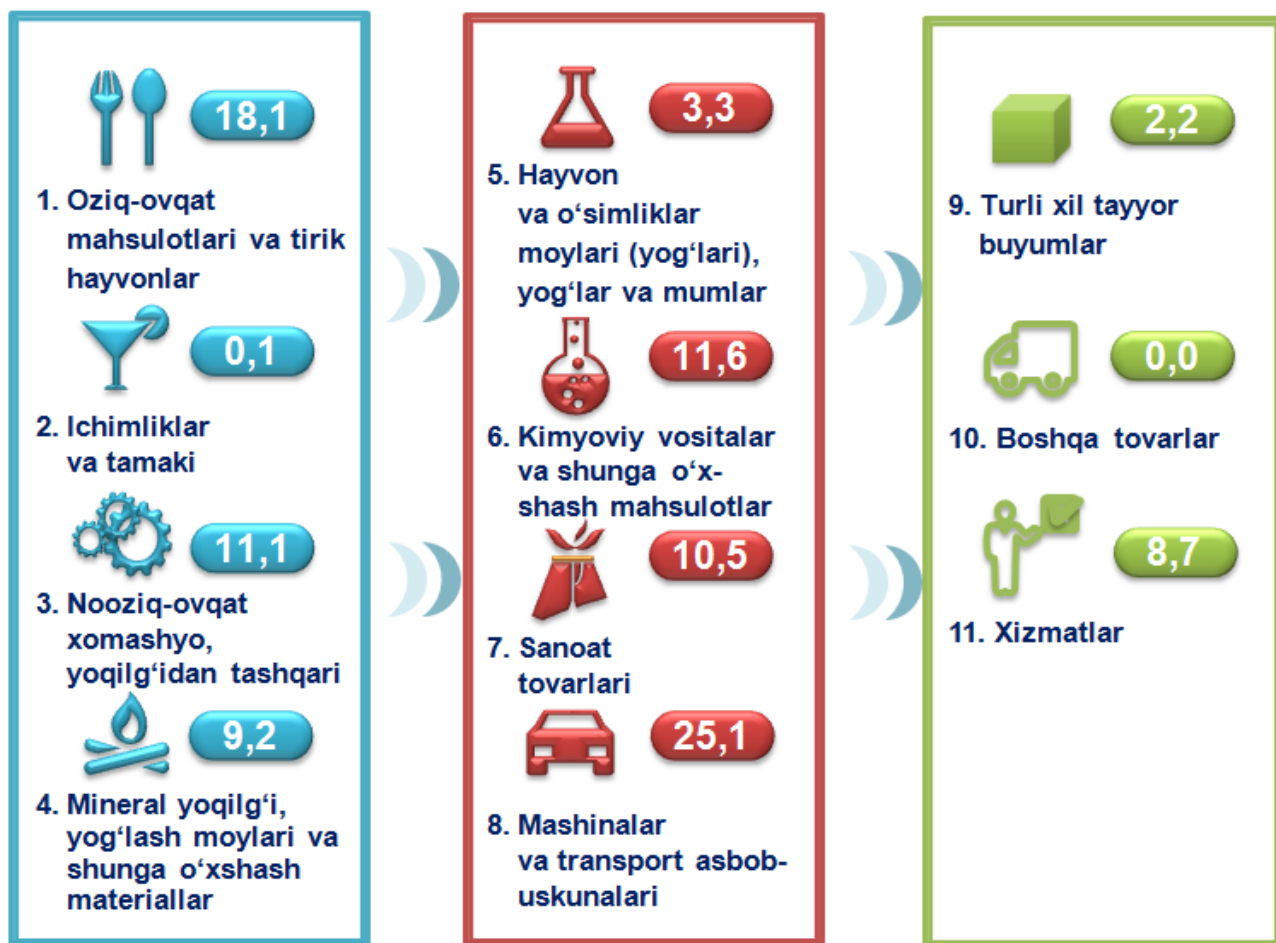 18,1
1. Oziq-ovqat
mahsulotlari va tirik
hayvonlar
0,1
2. Ichimliklar
va tamaki
11,1
3. Nooziq-ovqat
xomashyo,
yoqilg‘idan tashqari
9,2
4. Mineral yoqilg‘i,
yog‘lash moylari va
shunga o‘xshash
materiallar
3,3
5. Hayvon
va o‘simliklar
moylari (yog‘lari),
yog‘lar va mumlar
11,6
6. Kimyoviy vositalar
va shunga o‘x-
shash mahsulotlar
10,5
7. Sanoat
tovarlari
25,1
8. Mashinalar
va transport asbob-
uskunalari
2,2
9. Turli xil tayyor
buyumlar
0,0
10. Boshqa tovarlar
8,7
11. Xizmatlar